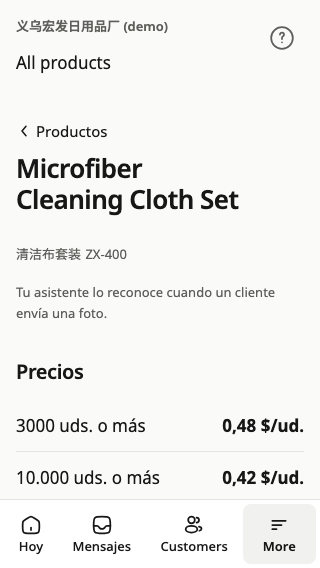 义乌宏发日用品厂 (demo)
All products
Productos
Microfiber
Cleaning Cloth Set
清洁布套装 ZX-400
Tu asistente lo reconoce cuando un cliente
envía una foto.
Precios
3000 uds. o más 0,48 $/ud.
10.000 uds. o más 0,42 $/ud.
Hoy Mensajes Customers More